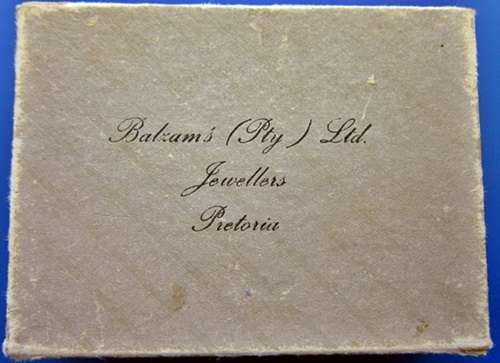 Balzam's (Pty) Ltd.
Jewellers
Pretoria